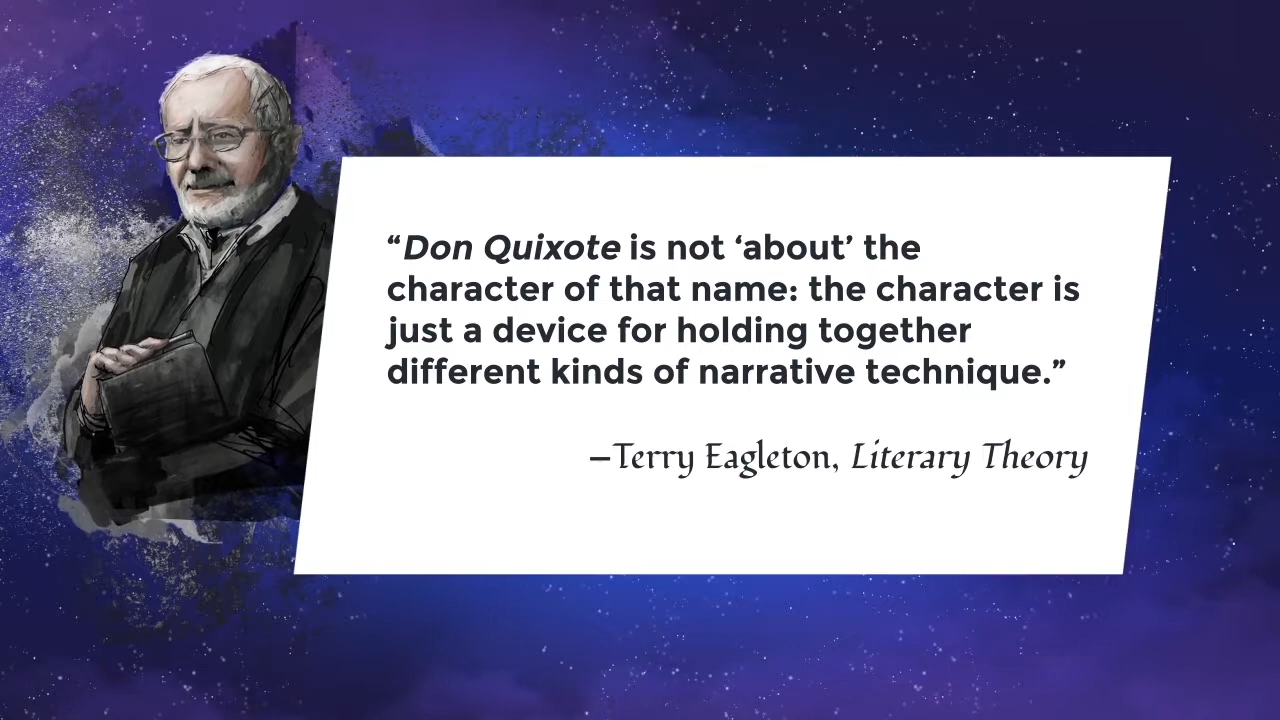 “Don Quixote is not ‘about’ the
character of that name: the character is
just a device for holding together
different kinds of narrative technique.”
–Terry Eagleton, Literary Theory